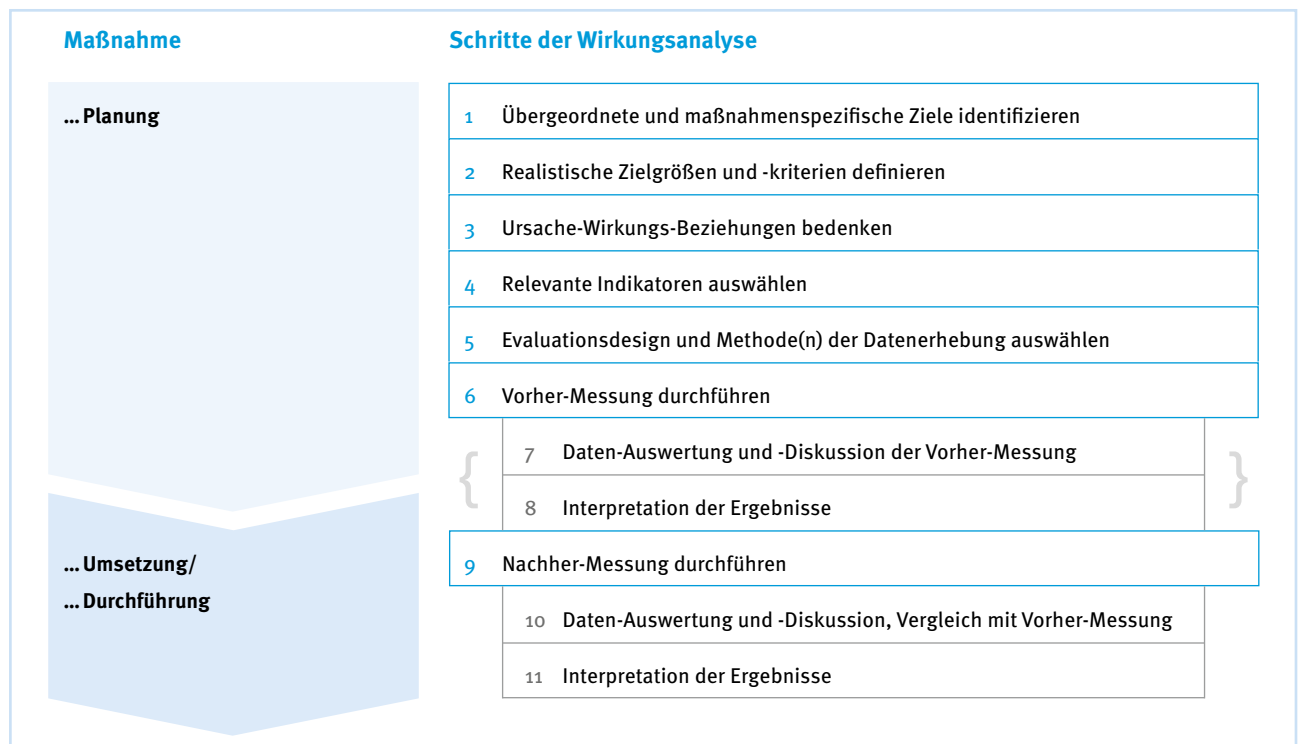 Maßnahme
Schritte der Wirkungsanalyse
... Planung
1 Übergeordnete und maßnahmenspezifische Ziele identifizieren
2 Realistische Zielgrößen und -kriterien definieren
3 Ursache-Wirkungs-Beziehungen bedenken
4 Relevante Indikatoren auswählen
5 Evaluationsdesign und Methode(n) der Datenerhebung auswählen
6 Vorher-Messung durchführen
{ 7 Daten-Auswertung und -Diskussion der Vorher-Messung }
8 Interpretation der Ergebnisse
... Umsetzung/
... Durchführung
9 Nachher-Messung durchführen
10 Daten-Auswertung und -Diskussion, Vergleich mit Vorher-Messung
11 Interpretation der Ergebnisse